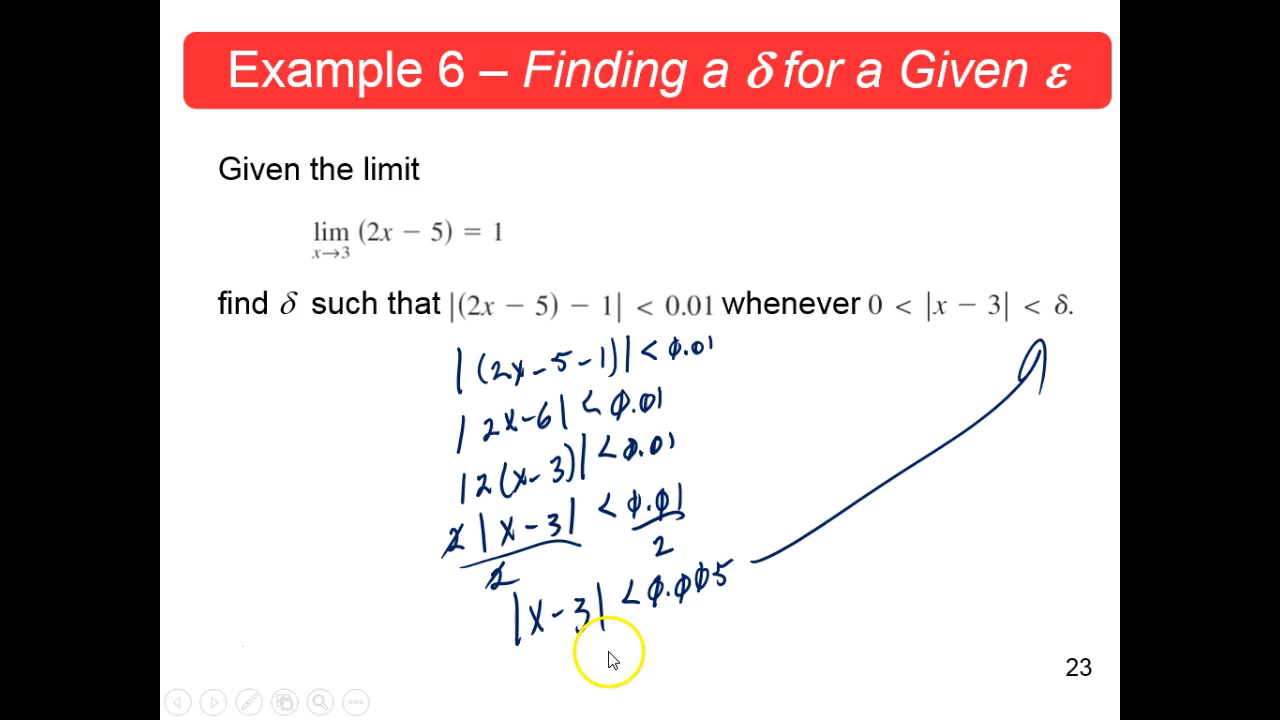 Example 6 – Finding a δ for a Given ε
Given the limit
lim (2x − 5) = 1
x→3
find δ such that |(2x − 5) − 1| < 0.01 whenever 0 < |x − 3| < δ.
|(2x-5-1)| < 0.01
|2x-6| < 0.01
|2(x-3)| < 0.01
2|x-3| < 0.01
2 2
|x-3| < 0.005
23